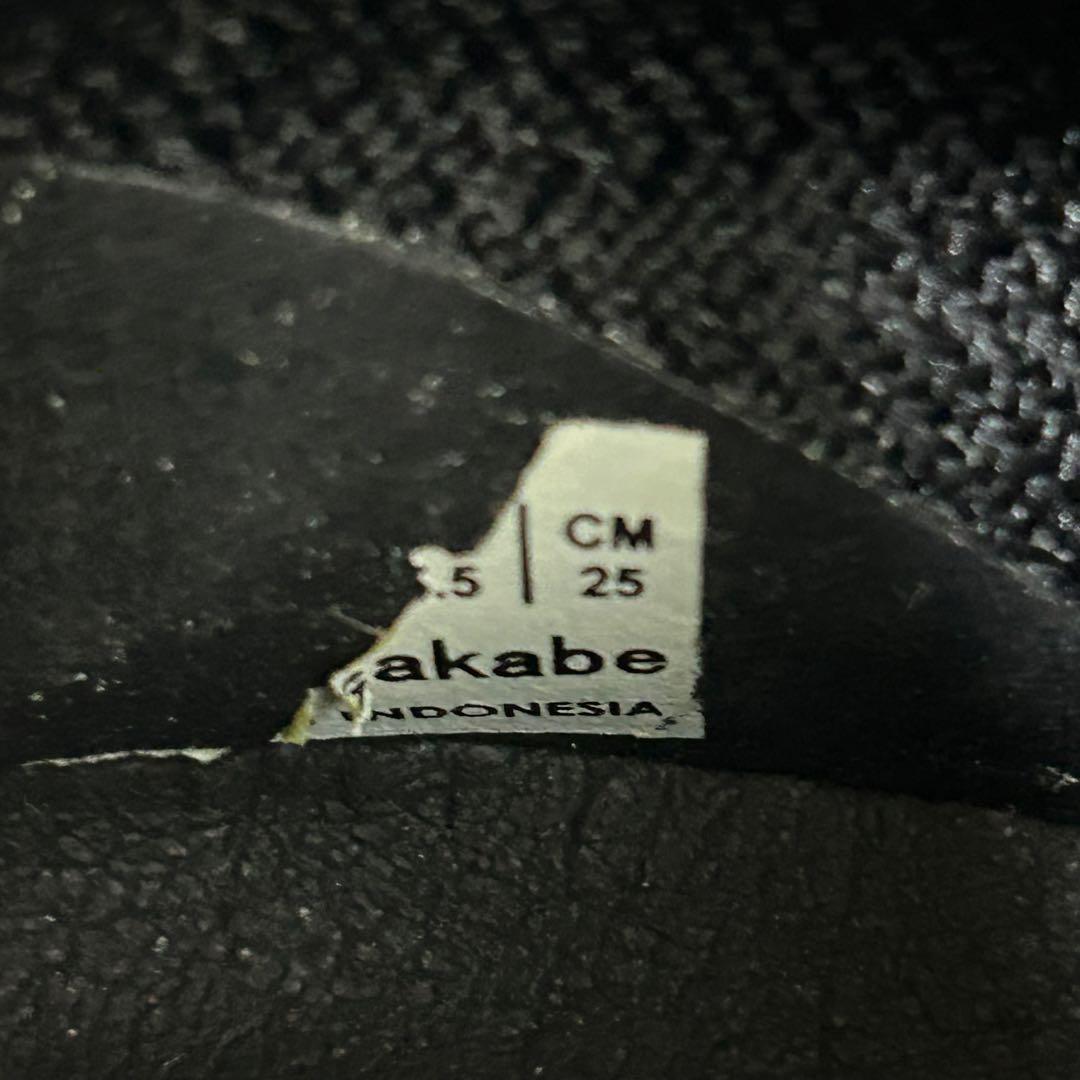 CM
.5 | 25
akabe
INDONESIA